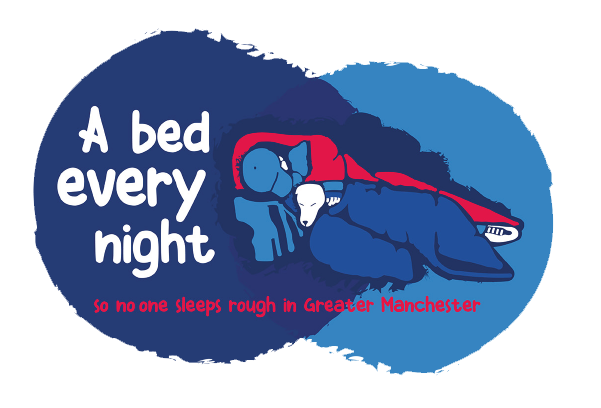 A bed
every
night
so no one sleeps rough in Greater Manchester